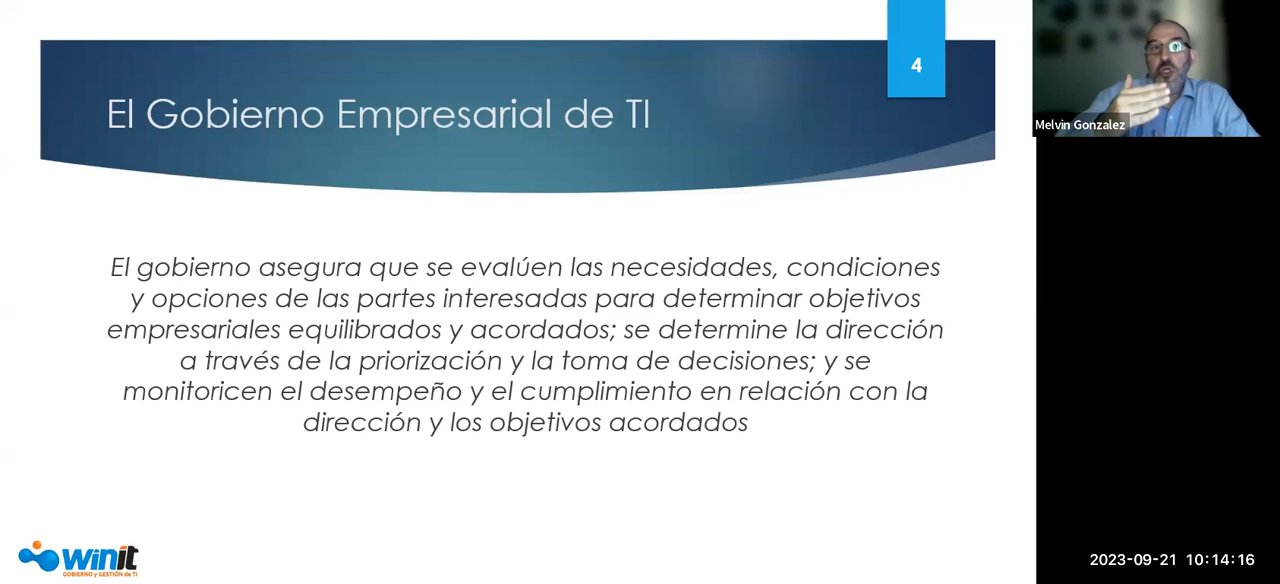 4
El Gobierno Empresarial de TI
El gobierno asegura que se evalúen las necesidades, condiciones
y opciones de las partes interesadas para determinar objetivos
empresariales equilibrados y acordados; se determine la dirección
a través de la priorización y la toma de decisiones; y se
monitoricen el desempeño y el cumplimiento en relación con la
dirección y los objetivos acordados
winit
GOBIERNO y GESTIÓN de TI
Melvin Gonzalez
2023-09-21 10:14:16